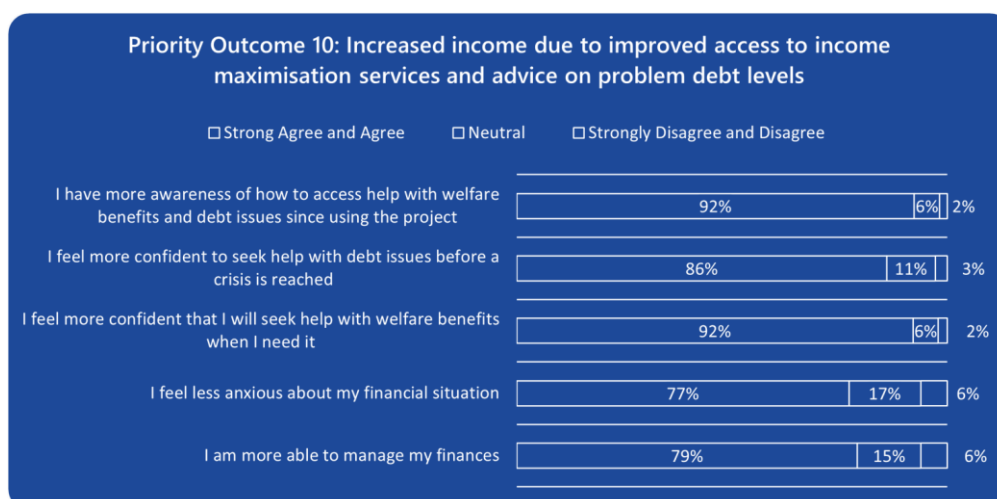 Priority Outcome 10: Increased income due to improved access to income
maximisation services and advice on problem debt levels
Strong Agree and Agree Neutral Strongly Disagree and Disagree
I have more awareness of how to access help with welfare
benefits and debt issues since using the project
92% 6% 2%
I feel more confident to seek help with debt issues before a
crisis is reached
86% 11% 3%
I feel more confident that I will seek help with welfare benefits
when I need it
92% 6% 2%
I feel less anxious about my financial situation
77% 17% 6%
I am more able to manage my finances
79% 15% 6%